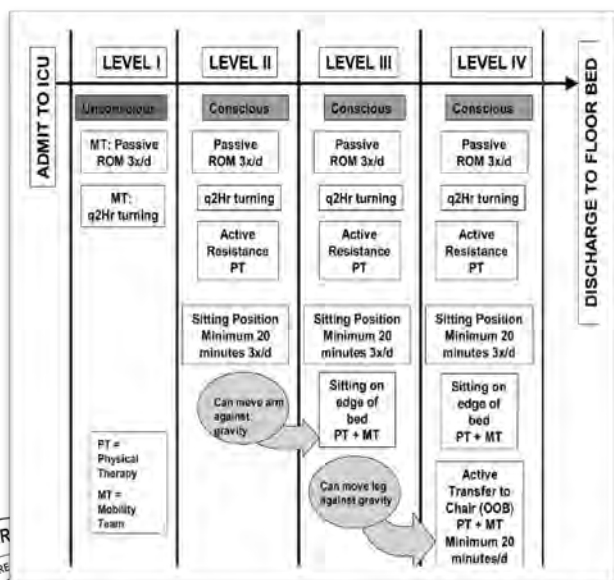 ADMIT TO ICU
LEVEL I
Unconscious
MT: Passive
ROM 3x/d
MT:
q2Hr turning
PT =
Physical
Therapy
MT =
Mobility
Team
LEVEL II
Conscious
Passive
ROM 3x/d
q2Hr turning
Active
Resistance
PT
Sitting Position
Minimum 20
minutes 3x/d
Can move arm
against
gravity
LEVEL III
Conscious
Passive
ROM 3x/d
q2Hr turning
Active
Resistance
PT
Sitting Position
Minimum 20
minutes 3x/d
Sitting on
edge of
bed
PT + MT
Can move leg
against gravity
LEVEL IV
Conscious
Passive
ROM 3x/d
q2Hr turning
Active
Resistance
PT
Sitting Position
Minimum 20
minutes 3x/d
Sitting on
edge of
bed
PT + MT
Active
Transfer to
Chair (OOB)
PT + MT
Minimum 20
minutes/d
DISCHARGE TO FLOOR BED